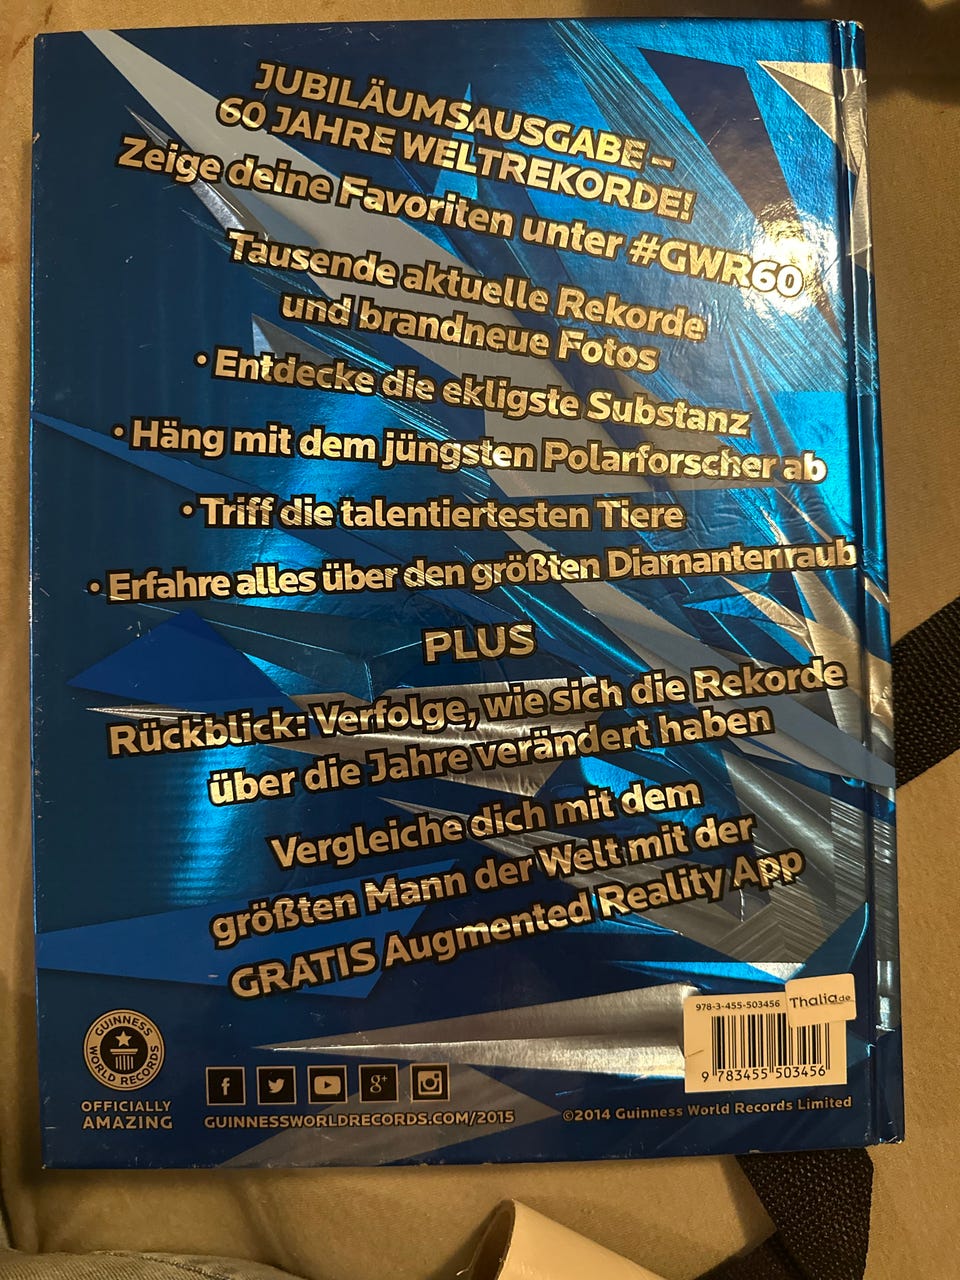 JUBILÄUMSAUSGABE –
60 JAHRE WELTREKORDE!
Zeige deine Favoriten unter #GWR60
Tausende aktuelle Rekorde
und brandneue Fotos
• Entdecke die ekligste Substanz
• Häng mit dem jüngsten Polarforscher ab
• Triff die talentiertesten Tiere
• Erfahre alles über den größten Diamantenraub
PLUS
Rückblick: Verfolge, wie sich die Rekorde
über die Jahre verändert haben
Vergleiche dich mit dem
größten Mann der Welt mit der
GRATIS Augmented Reality App
978-3-455-503456
Thalia.de
9 783455 503456
GUINNESS
WORLD RECORDS
OFFICIALLY
AMAZING
f
g+
GUINNESSWORLDRECORDS.COM/2015
©2014 Guinness World Records Limited